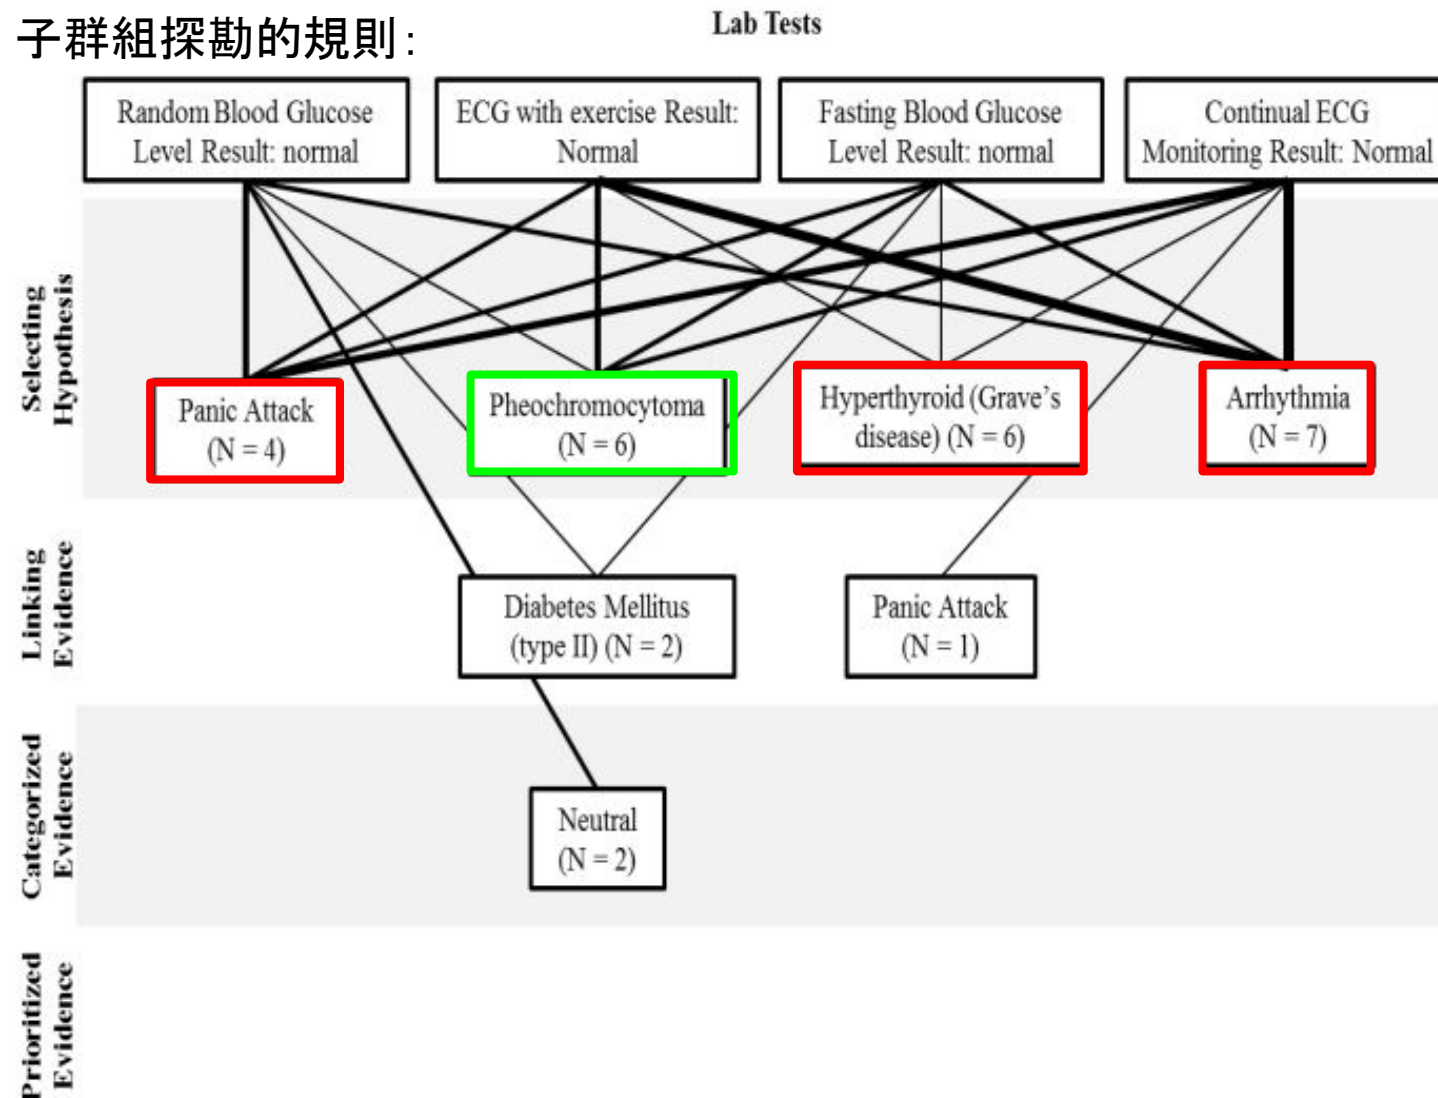 子群組探勘的規則：
Lab Tests
Random Blood Glucose
Level Result: normal
ECG with exercise Result:
Normal
Fasting Blood Glucose
Level Result: normal
Continual ECG
Monitoring Result: Normal
Selecting
Hypothesis
Panic Attack
(N = 4)
Pheochromocytoma
(N = 6)
Hyperthyroid (Grave's
disease) (N = 6)
Arrhythmia
(N = 7)
Linking
Evidence
Diabetes Mellitus
(type II) (N = 2)
Panic Attack
(N = 1)
Categorized
Evidence
Neutral
(N = 2)
Prioritized
Evidence